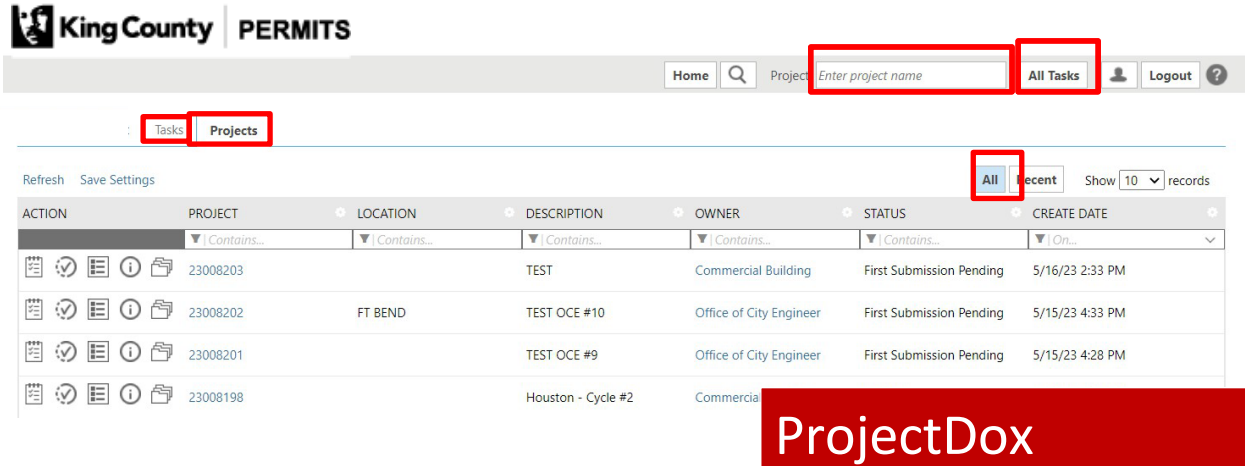 King County PERMITS
Home Project Enter project name All Tasks Logout ?
: Tasks Projects
Refresh Save Settings All Recent Show 10 records
ACTION PROJECT LOCATION DESCRIPTION OWNER STATUS CREATE DATE
Contains... Contains... Contains... Contains... Contains... On...
23008203 TEST Commercial Building First Submission Pending 5/16/23 2:33 PM
23008202 FT BEND TEST OCE #10 Office of City Engineer First Submission Pending 5/15/23 4:33 PM
23008201 TEST OCE #9 Office of City Engineer First Submission Pending 5/15/23 4:28 PM
23008198 Houston - Cycle #2 Commercial
ProjectDox